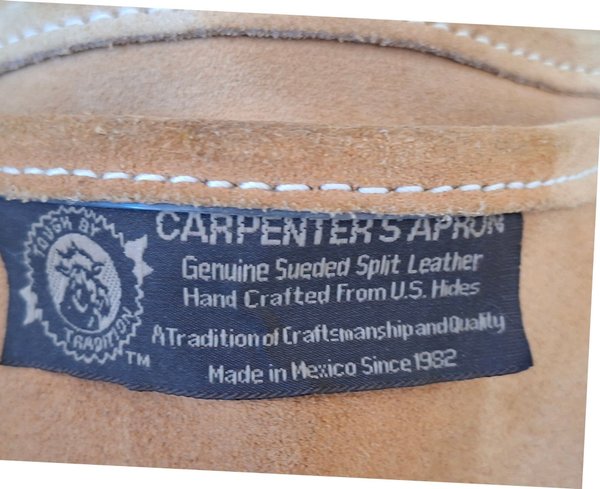 TOUGH BY
TRADITION
TM
CARPENTER'S APRON
Genuine Sueded Split Leather
Hand Crafted From U.S. Hides
A Tradition of Craftsmanship and Quality
Made in Mexico Since 1982